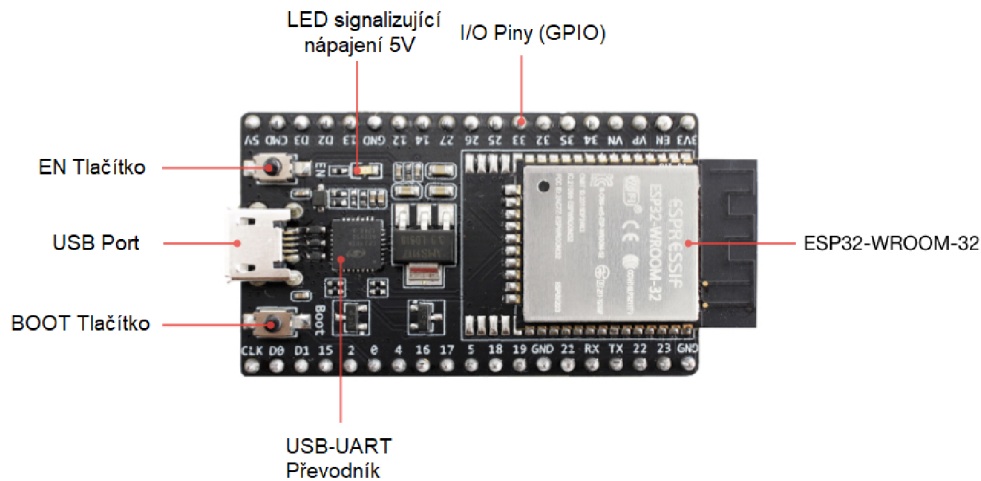 LED signalizující
nápajení 5V
I/O Piny (GPIO)
5V CMD D3 D2 13 GND 12 14 27 26 25 33 32 35 34 VN VP EN 3V3
EN Tlačítko
EN
USB Port
ESPRESSIF
ESP32-WROOM-32
ESP32-WROOM-32
BOOT Tlačítko
Boot
CLK D0 D1 15 2 0 4 16 17 5 18 19 GND 21 RX TX 22 23 GND
USB-UART
Převodník